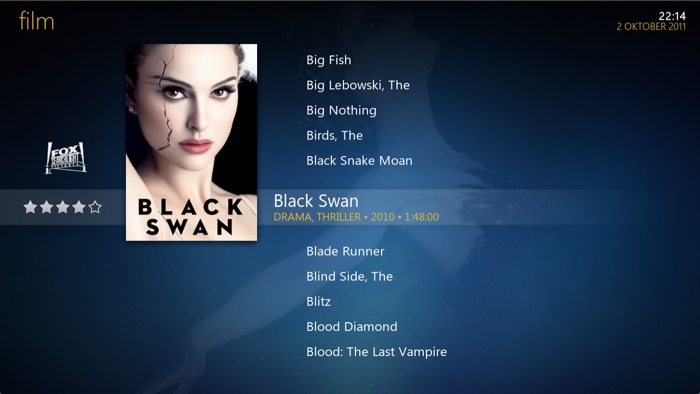 film
22:14
2 OKTOBER 2011
Big Fish
Big Lebowski, The
Big Nothing
Birds, The
Black Snake Moan
FOX
SEARCHLIGHT
PICTURES
BLACK
SWAN
Black Swan
DRAMA, THRILLER • 2010 • 1:48:00
Blade Runner
Blind Side, The
Blitz
Blood Diamond
Blood: The Last Vampire